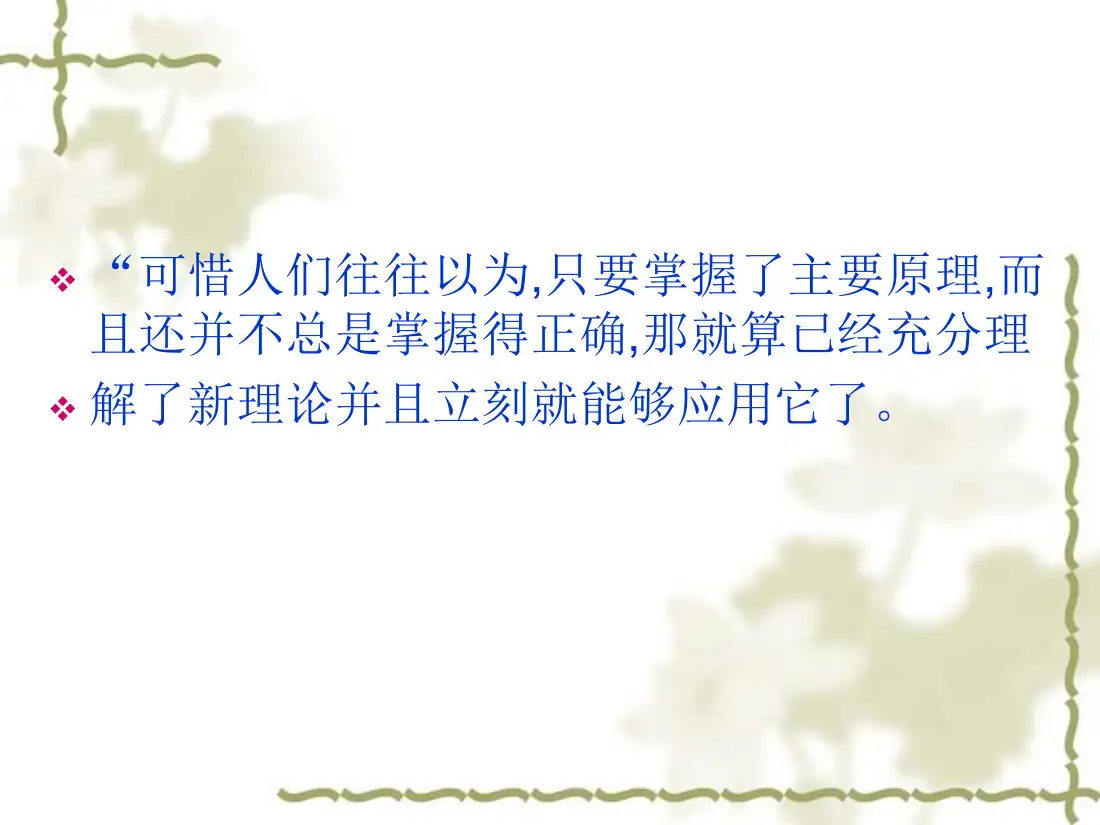 “可惜人们往往以为,只要掌握了主要原理,而
且还并不总是掌握得正确,那就算已经充分理
解了新理论并且立刻就能够应用它了。